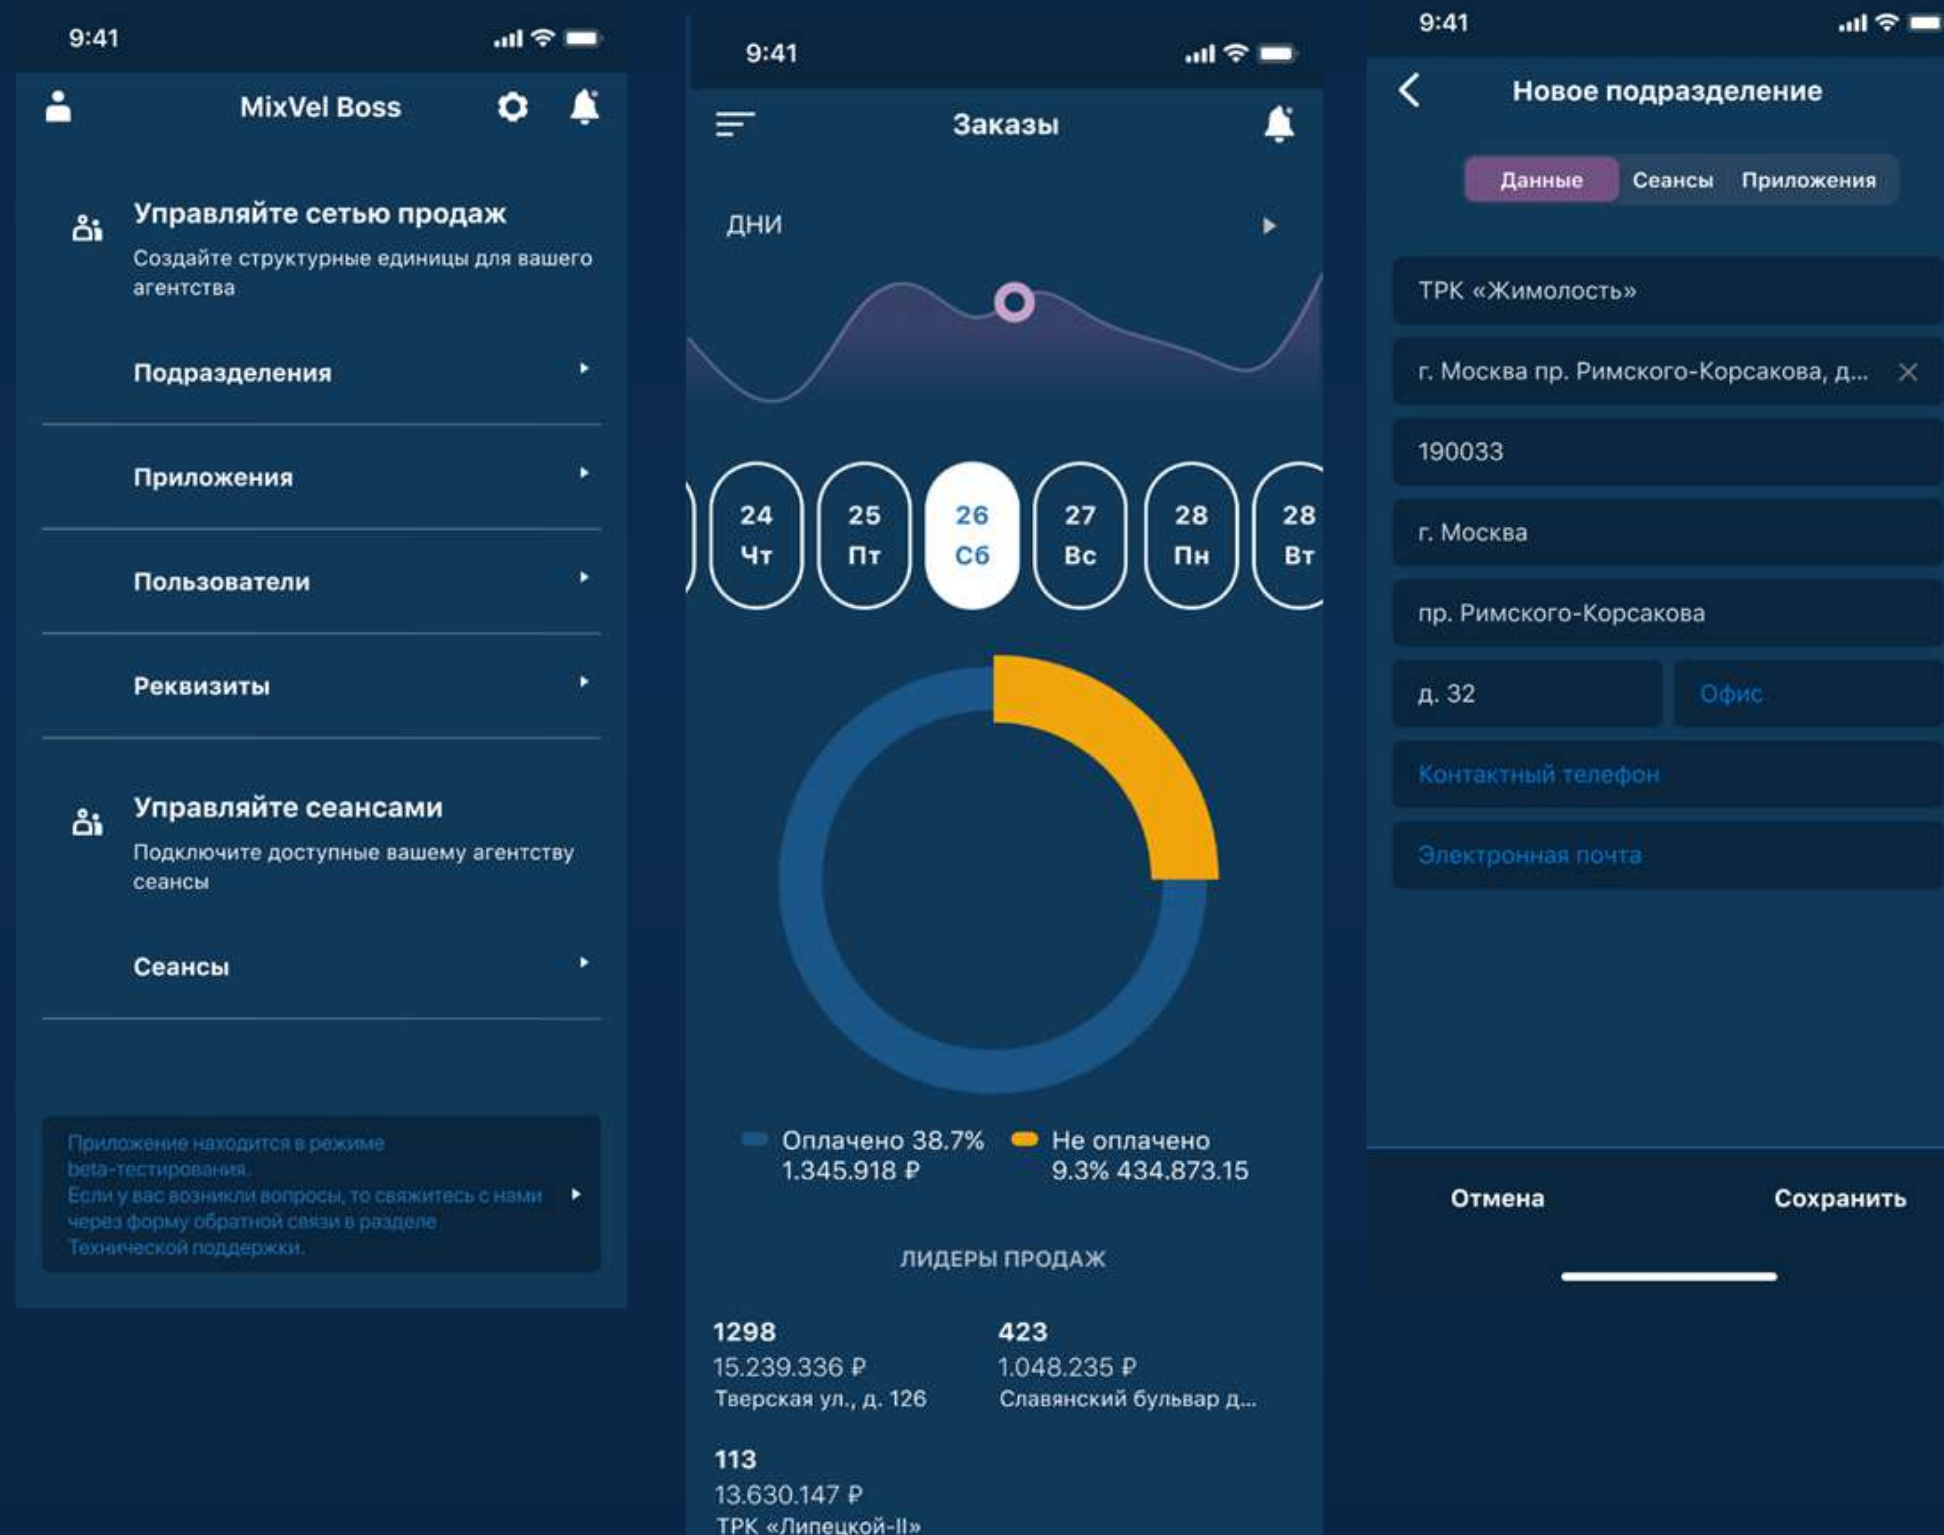 9:41
MixVel Boss
Управляйте сетью продаж
Создайте структурные единицы для вашего
агентства
Подразделения
Приложения
Пользователи
Реквизиты
Управляйте сеансами
Подключите доступные вашему агентству
сеансы
Сеансы
Приложение находится в режиме
beta-тестирования.
Если у вас возникли вопросы, то свяжитесь с нами
через форму обратной связи в разделе
Технической поддержки.
9:41
Заказы
ДНИ
24 25 26 27 28 28
Чт Пт Сб Вс Пн Вт
Оплачено 38.7% Не оплачено
1.345.918 ₽ 9.3% 434.873.15
ЛИДЕРЫ ПРОДАЖ
1298 423
15.239.336 ₽ 1.048.235 ₽
Тверская ул., д. 126 Славянский бульвар д...
113
13.630.147 ₽
ТРК «Липецкой-II»
9:41
Новое подразделение
Данные Сеансы Приложения
ТРК «Жимолость»
г. Москва пр. Римского-Корсакова, д...
190033
г. Москва
пр. Римского-Корсакова
д. 32 Офис
Контактный телефон
Электронная почта
Отмена Сохранить